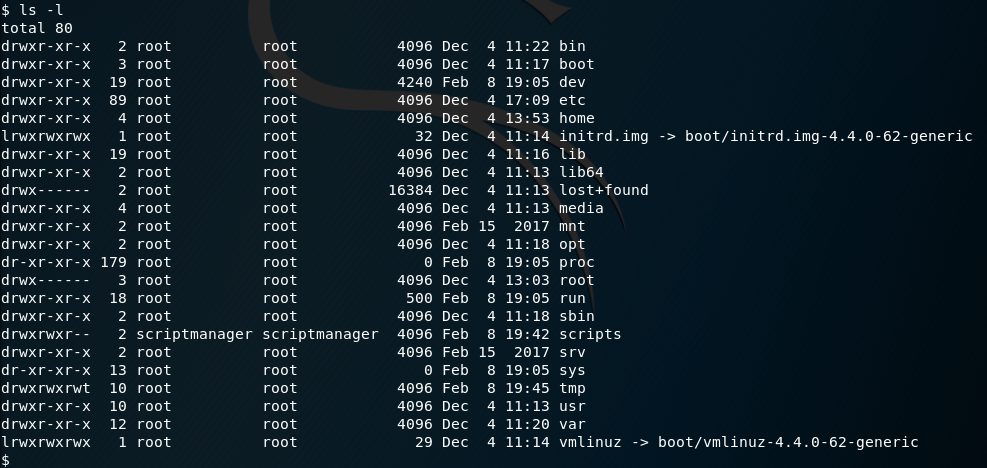 $ ls -l
total 80
drwxr-xr-x   2 root          root           4096 Dec  4 11:22 bin
drwxr-xr-x   3 root          root           4096 Dec  4 11:17 boot
drwxr-xr-x  19 root          root           4240 Feb  8 19:05 dev
drwxr-xr-x  89 root          root           4096 Dec  4 17:09 etc
drwxr-xr-x   4 root          root           4096 Dec  4 13:53 home
lrwxrwxrwx   1 root          root             32 Dec  4 11:14 initrd.img -> boot/initrd.img-4.4.0-62-generic
drwxr-xr-x  19 root          root           4096 Dec  4 11:16 lib
drwxr-xr-x   2 root          root           4096 Dec  4 11:13 lib64
drwx------   2 root          root          16384 Dec  4 11:13 lost+found
drwxr-xr-x   4 root          root           4096 Dec  4 11:13 media
drwxr-xr-x   2 root          root           4096 Feb 15  2017 mnt
drwxr-xr-x   2 root          root           4096 Dec  4 11:18 opt
dr-xr-xr-x 179 root          root              0 Feb  8 19:05 proc
drwx------   3 root          root           4096 Dec  4 13:03 root
drwxr-xr-x  18 root          root            500 Feb  8 19:05 run
drwxr-xr-x   2 root          root           4096 Dec  4 11:18 sbin
drwxrwxr--   2 scriptmanager scriptmanager  4096 Feb  8 19:42 scripts
drwxr-xr-x   2 root          root           4096 Feb 15  2017 srv
dr-xr-xr-x  13 root          root              0 Feb  8 19:05 sys
drwxrwxrwt  10 root          root           4096 Feb  8 19:45 tmp
drwxr-xr-x  10 root          root           4096 Dec  4 11:13 usr
drwxr-xr-x  12 root          root           4096 Dec  4 11:20 var
lrwxrwxrwx   1 root          root             29 Dec  4 11:14 vmlinuz -> boot/vmlinuz-4.4.0-62-generic
$